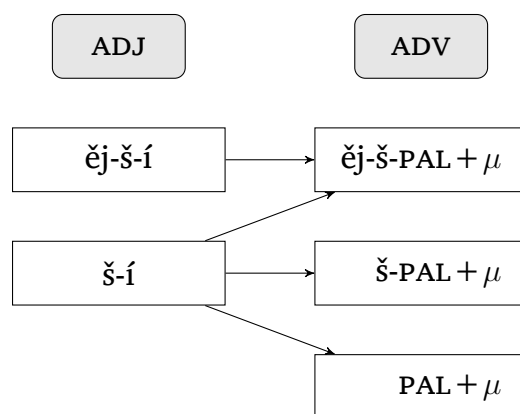 ADJ ADV
ěj-š-í ěj-š-PAL + μ
š-í š-PAL + μ
PAL + μ